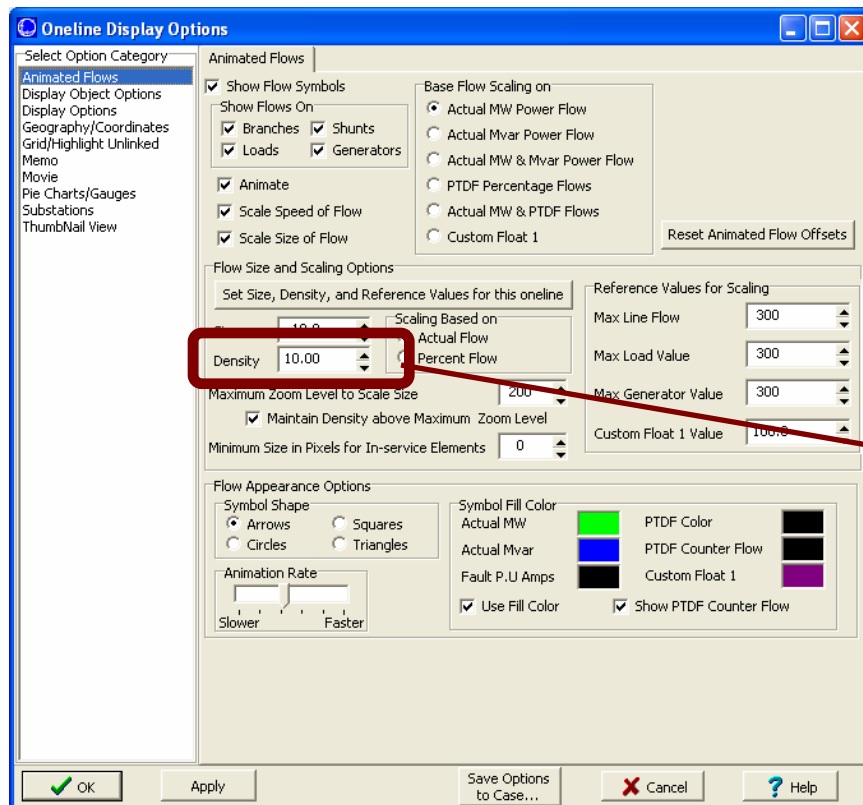 Oneline Display Options
Select Option Category
Animated Flows
Display Object Options
Display Options
Geography/Coordinates
Grid/Highlight Unlinked
Memo
Movie
Pie Charts/Gauges
Substations
ThumbNail View
Animated Flows
Show Flow Symbols
Show Flows On
Branches Shunts
Loads Generators
Animate
Scale Speed of Flow
Scale Size of Flow
Base Flow Scaling on
Actual MW Power Flow
Actual Mvar Power Flow
Actual MW & Mvar Power Flow
PTDF Percentage Flows
Actual MW & PTDF Flows
Custom Float 1
Reset Animated Flow Offsets
Flow Size and Scaling Options
Set Size, Density, and Reference Values for this oneline
Density 10.00
Scaling Based on
Actual Flow
Percent Flow
Maximum Zoom Level to Scale Size 200
Maintain Density above Maximum Zoom Level
Minimum Size in Pixels for In-service Elements 0
Reference Values for Scaling
Max Line Flow 300
Max Load Value 300
Max Generator Value 300
Custom Float 1 Value 100.0
Flow Appearance Options
Symbol Shape
Arrows Squares
Circles Triangles
Animation Rate
Slower Faster
Symbol Fill Color
Actual MW PTDF Color
Actual Mvar PTDF Counter Flow
Fault P.U Amps Custom Float 1
Use Fill Color Show PTDF Counter Flow
OK Apply Save Options to Case... Cancel ? Help